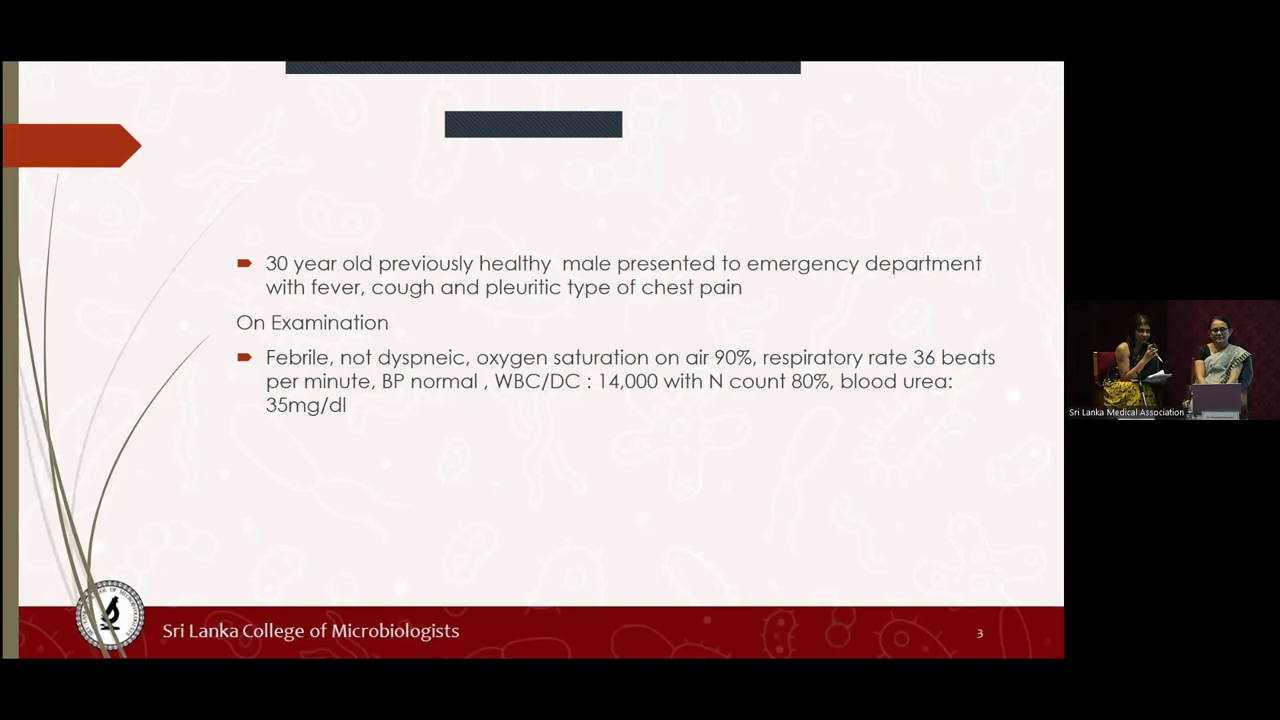 30 year old previously healthy male presented to emergency department
with fever, cough and pleuritic type of chest pain
On Examination
Febrile, not dyspneic, oxygen saturation on air 90%, respiratory rate 36 beats
per minute, BP normal , WBC/DC : 14,000 with N count 80%, blood urea:
35mg/dl
Sri Lanka Medical Association
Sri Lanka College of Microbiologists
3